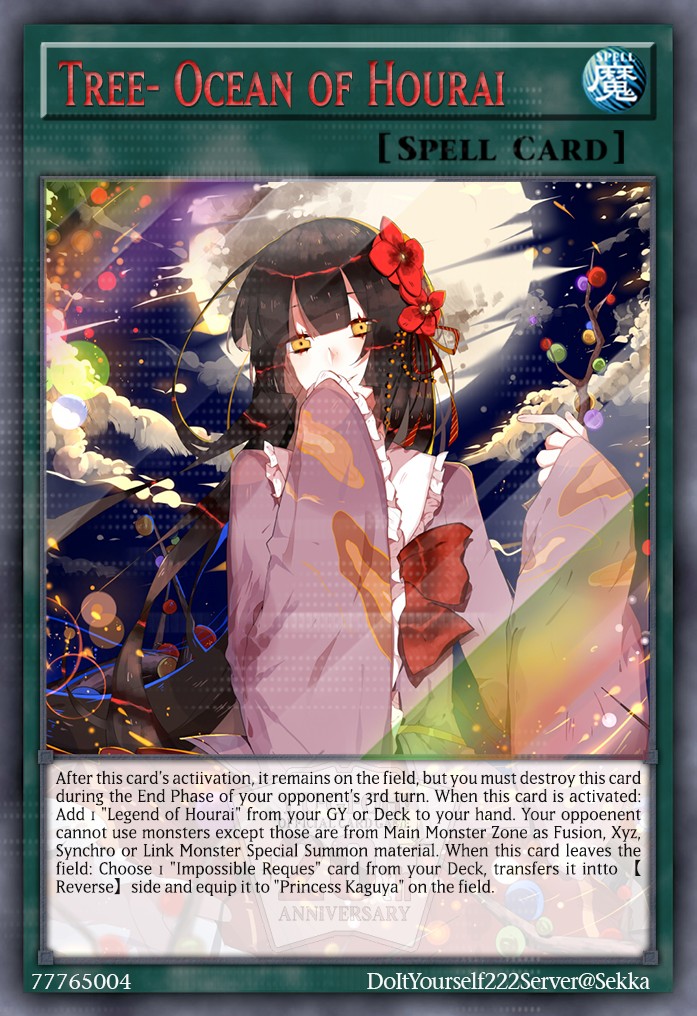 Tree- Ocean of Hourai
SPELL
魔
[Spell Card]
After this card's actiivation, it remains on the field, but you must destroy this card
during the End Phase of your opponent's 3rd turn. When this card is activated:
Add 1 "Legend of Hourai" from your GY or Deck to your hand. Your oppoenent
cannot use monsters except those are from Main Monster Zone as Fusion, Xyz,
Synchro or Link Monster Special Summon material. When this card leaves the
field: Choose 1 "Impossible Reques" card from your Deck, transfers it intto 【
Reverse】 side and equip it to "Princess Kaguya" on the field.
ANNIVERSARY
77765004
DoItYourself222Server@Sekka